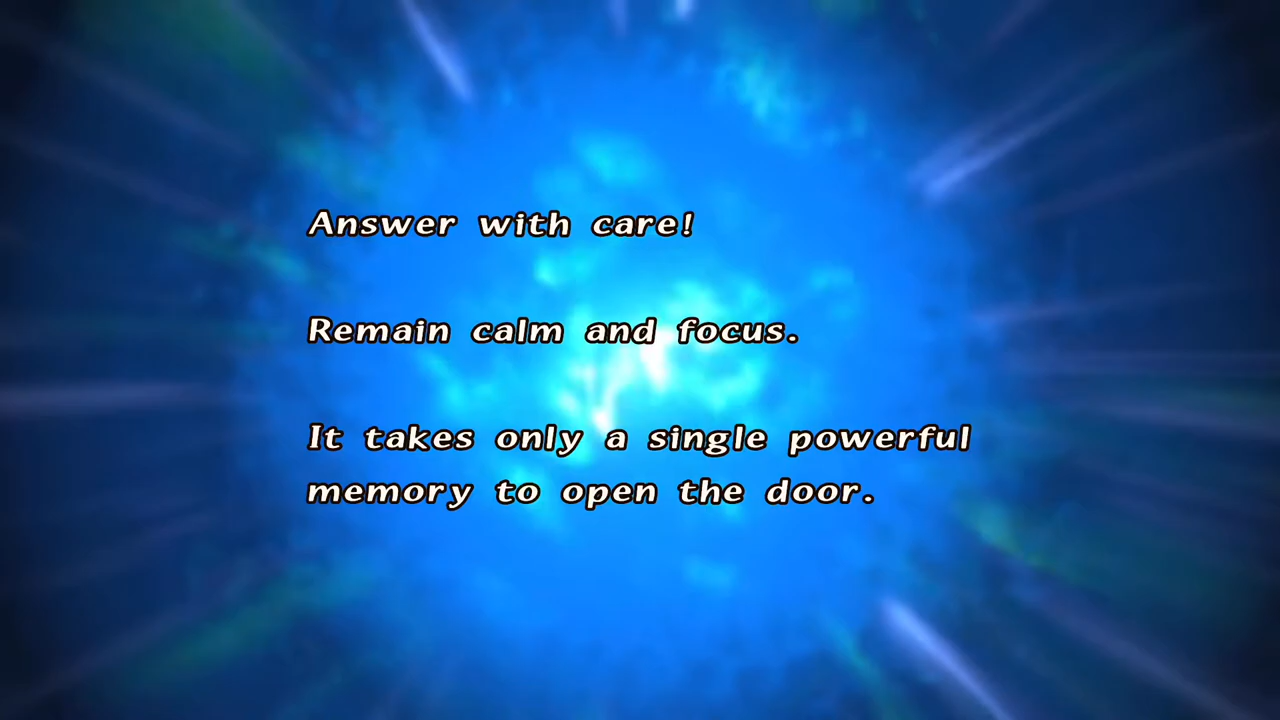 Answer with care!
Remain calm and focus.
It takes only a single powerful
memory to open the door.